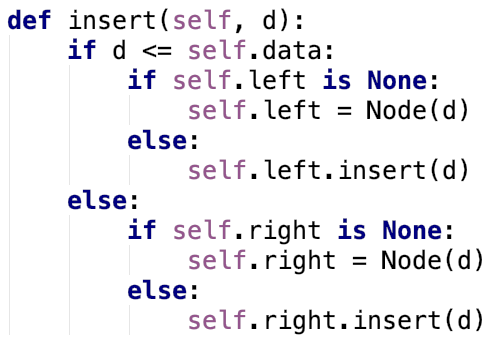 def insert(self, d):
    if d <= self.data:
        if self.left is None:
            self.left = Node(d)
        else:
            self.left.insert(d)
    else:
        if self.right is None:
            self.right = Node(d)
        else:
            self.right.insert(d)